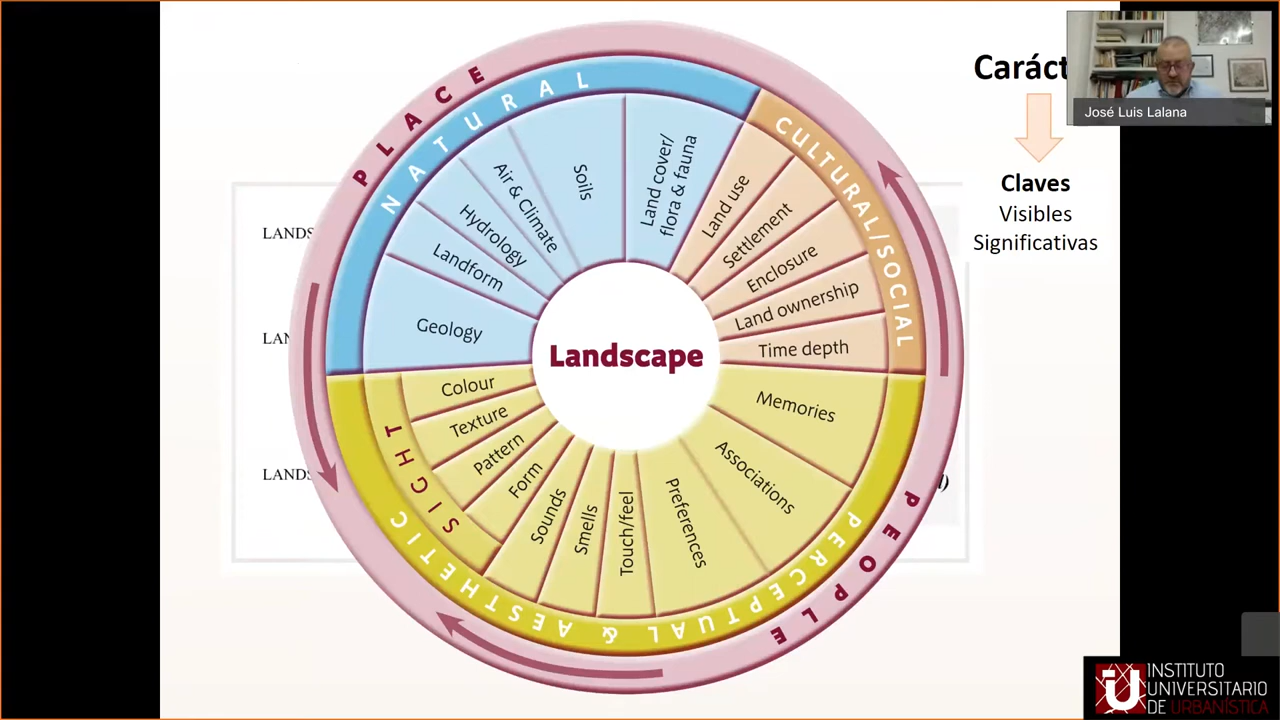 PLACE
NATURAL
CULTURAL/SOCIAL
Geology
Landform
Hydrology
Air & Climate
Soils
Land cover/
flora & fauna
Land use
Settlement
Enclosure
Land ownership
Time depth
Landscape
Memories
Associations
Preferences
Touch/feel
Smells
Sounds
Form
Pattern
Texture
Colour
SIGHT
PERCEPTUAL & AESTHETIC
PEOPLE
LANDS
LAN
LANDS
Caráct
Claves
Visibles
Significativas
José Luis Lalana
iU
INSTITUTO
UNIVERSITARIO
DE URBANÍSTICA